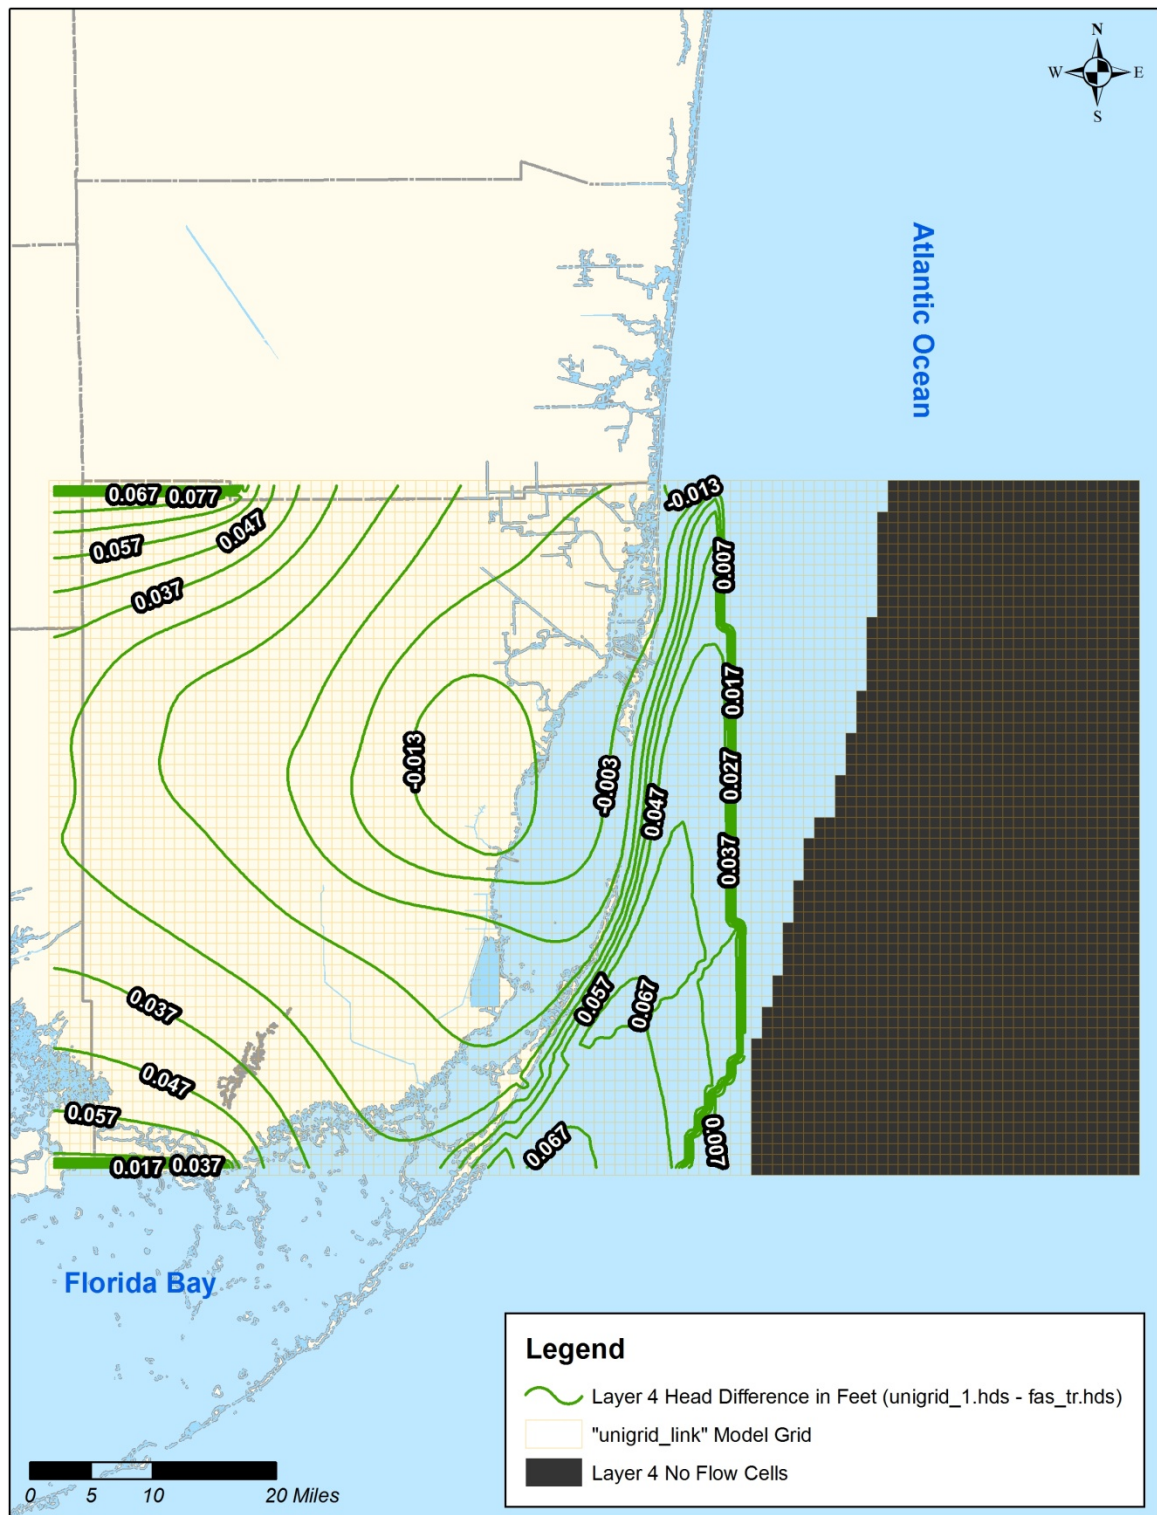 N
W E
S
Atlantic Ocean
-0.013
0.067 0.077
0.047
0.057
0.007
0.037
0.017
-0.013
-0.003
0.027
0.047
0.037
0.037
0.057
0.067
0.047
0.057
0.007
0.067
0.017 0.037
Florida Bay
Legend
Layer 4 Head Difference in Feet (unigrid_1.hds - fas_tr.hds)
"unigrid_link" Model Grid
Layer 4 No Flow Cells
0 5 10 20 Miles